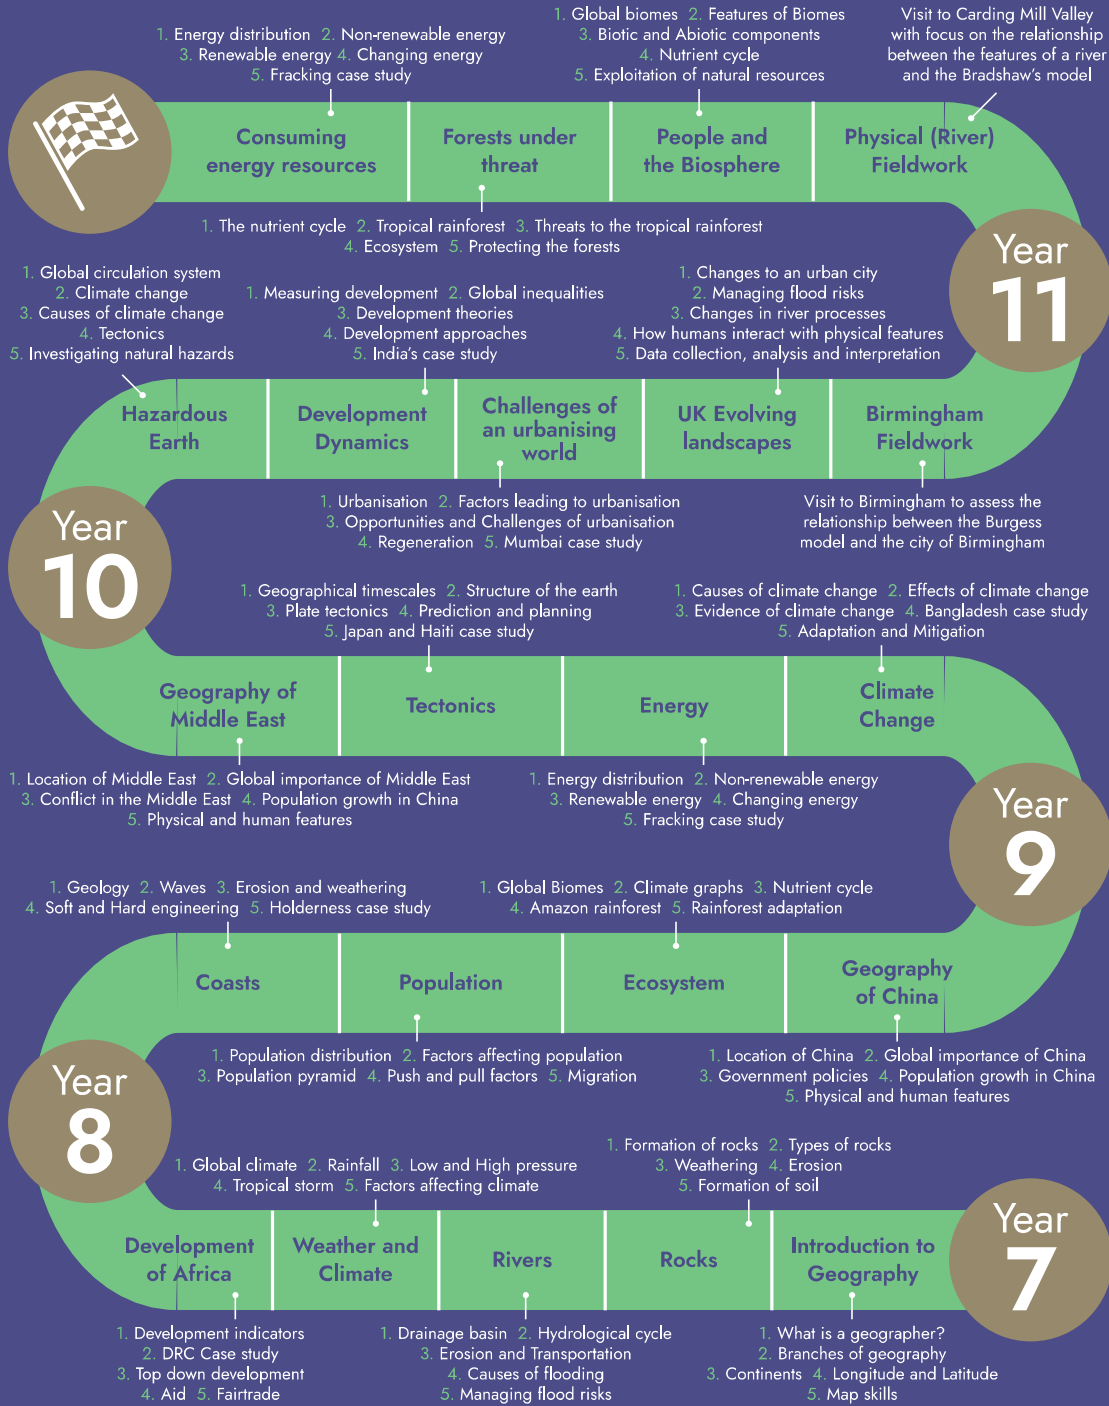 1. Global biomes 2. Features of Biomes
3. Biotic and Abiotic components
4. Nutrient cycle
5. Exploitation of natural resources
Visit to Carding Mill Valley
with focus on the relationship
between the features of a river
and the Bradshaw's model
1. Energy distribution 2. Non-renewable energy
3. Renewable energy 4. Changing energy
5. Fracking case study
Consuming
energy resources
Forests under
threat
People and
the Biosphere
Physical (River)
Fieldwork
1. The nutrient cycle 2. Tropical rainforest 3. Threats to the tropical rainforest
4. Ecosystem 5. Protecting the forests
Year
11
1. Global circulation system
2. Climate change
3. Causes of climate change
4. Tectonics
5. Investigating natural hazards
1. Measuring development 2. Global inequalities
3. Development theories
4. Development approaches
5. India's case study
1. Changes to an urban city
2. Managing flood risks
3. Changes in river processes
4. How humans interact with physical features
5. Data collection, analysis and interpretation
Hazardous
Earth
Development
Dynamics
Challenges of
an urbanising
world
UK Evolving
landscapes
Birmingham
Fieldwork
1. Urbanisation 2. Factors leading to urbanisation
3. Opportunities and Challenges of urbanisation
4. Regeneration 5. Mumbai case study
Visit to Birmingham to assess the
relationship between the Burgess
model and the city of Birmingham
Year
10
1. Geographical timescales 2. Structure of the earth
3. Plate tectonics 4. Prediction and planning
5. Japan and Haiti case study
1. Causes of climate change 2. Effects of climate change
3. Evidence of climate change 4. Bangladesh case study
5. Adaptation and Mitigation
Geography of
Middle East
Tectonics
Energy
Climate
Change
1. Location of Middle East 2. Global importance of Middle East
3. Conflict in the Middle East 4. Population growth in China
5. Physical and human features
1. Energy distribution 2. Non-renewable energy
3. Renewable energy 4. Changing energy
5. Fracking case study
Year
9
1. Geology 2. Waves 3. Erosion and weathering
4. Soft and Hard engineering 5. Holderness case study
1. Global Biomes 2. Climate graphs 3. Nutrient cycle
4. Amazon rainforest 5. Rainforest adaptation
Coasts
Population
Ecosystem
Geography
of China
1. Population distribution 2. Factors affecting population
3. Population pyramid 4. Push and pull factors 5. Migration
1. Location of China 2. Global importance of China
3. Government policies 4. Population growth in China
5. Physical and human features
Year
8
1. Global climate 2. Rainfall 3. Low and High pressure
4. Tropical storm 5. Factors affecting climate
1. Formation of rocks 2. Types of rocks
3. Weathering 4. Erosion
5. Formation of soil
Development
of Africa
Weather and
Climate
Rivers
Rocks
Introduction to
Geography
Year
7
1. Development indicators
2. DRC Case study
3. Top down development
4. Aid 5. Fairtrade
1. Drainage basin 2. Hydrological cycle
3. Erosion and Transportation
4. Causes of flooding
5. Managing flood risks
1. What is a geographer?
2. Branches of geography
3. Continents 4. Longitude and Latitude
5. Map skills